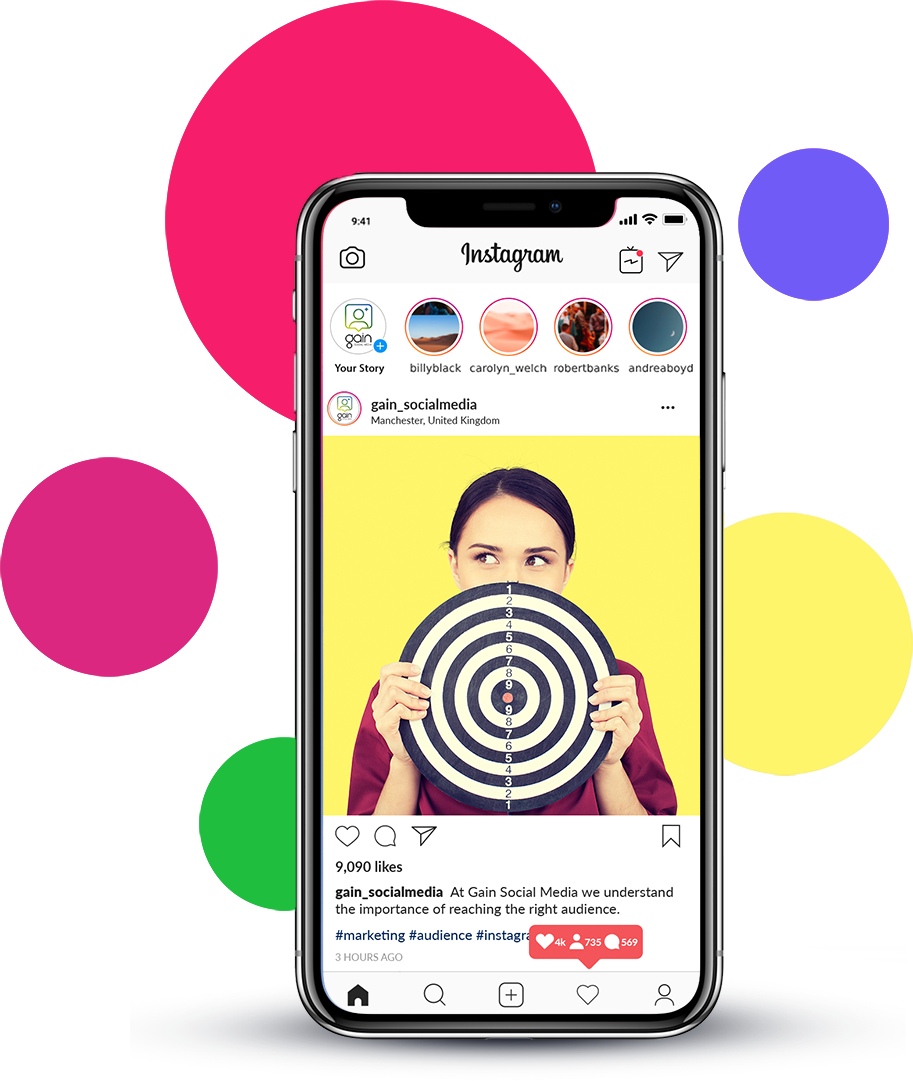 9:41
Instagram
gain
Your Story
billyblack
carolyn_welch
robertbanks
andreaboyd
gain
gain_socialmedia
Manchester, United Kingdom
1
2
3
4
5
6
7
8
9
9
8
7
6
5
4
3
2
1
9,090 likes
gain_socialmedia At Gain Social Media we understand
the importance of reaching the right audience.
#marketing #audience #instagra
4k 735 569
3 HOURS AGO